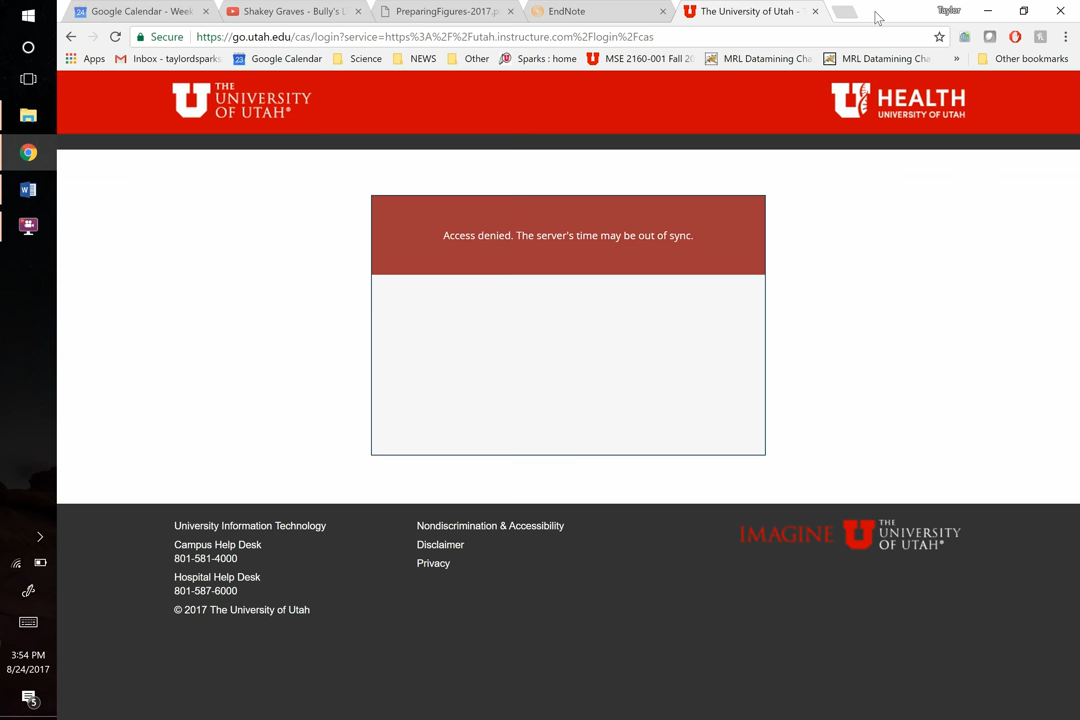 Google Calendar - Week
Shakey Graves - Bully's L
PreparingFigures-2017.p
EndNote
The University of Utah - T
Taylor
Secure
https://go.utah.edu/cas/login?service=https%3A%2F%2Futah.instructure.com%2Flogin%2Fcas
Apps
Inbox - taylordsparks
Google Calendar
Science
NEWS
Other
Sparks : home
MSE 2160-001 Fall 20
MRL Datamining Cha
MRL Datamining Cha
»
Other bookmarks
THE
UNIVERSITY
OF UTAH®
HEALTH
UNIVERSITY OF UTAH
Access denied. The server's time may be out of sync.
University Information Technology
Campus Help Desk
801-581-4000
Hospital Help Desk
801-587-6000
© 2017 The University of Utah
Nondiscrimination & Accessibility
Disclaimer
Privacy
IMAGINE
THE
UNIVERSITY
OF UTAH®
3:54 PM
8/24/2017
5